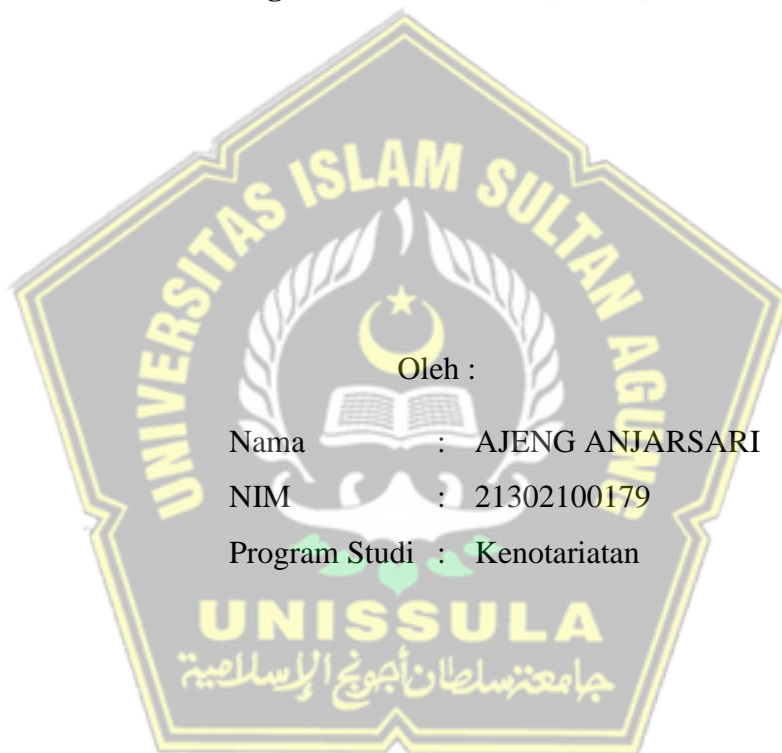 UNIVERSITAS ISLAM SULTAN AGUNG
Oleh :
Nama : AJENG ANJARSARI
NIM : 21302100179
Program Studi : Kenotariatan
UNISSULA
جامعة سلطان أجونج الإسلامية